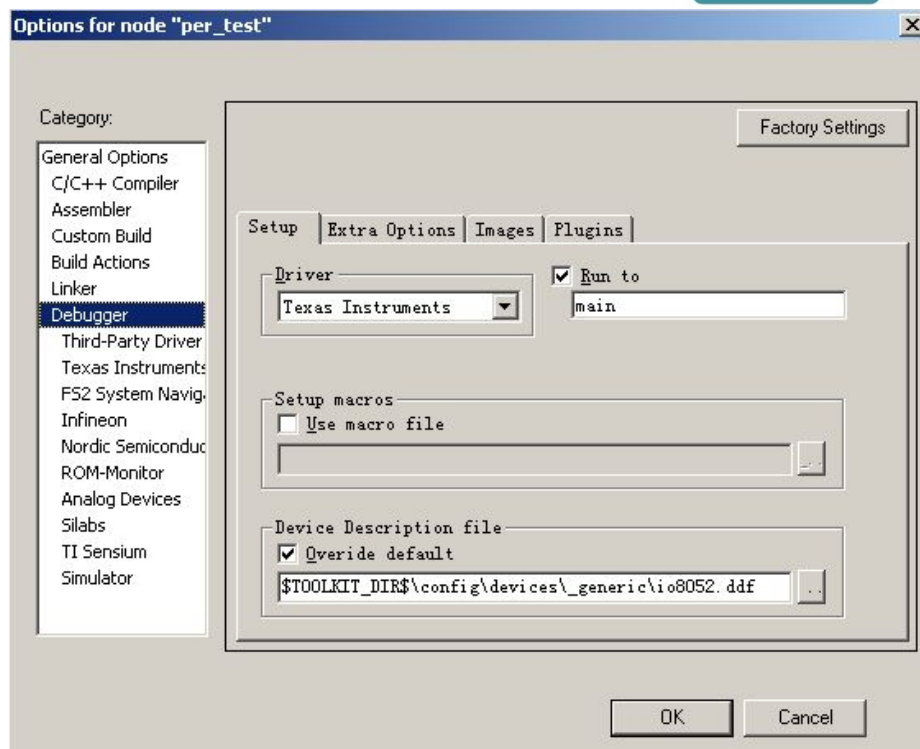 Options for node "per_test"
Category:
Factory Settings
General Options
C/C++ Compiler
Assembler
Custom Build
Build Actions
Linker
Debugger
Third-Party Driver
Texas Instruments
FS2 System Navig
Infineon
Nordic Semiconduc
ROM-Monitor
Analog Devices
Silabs
TI Sensium
Simulator
Setup Extra Options Images Plugins
Driver
Texas Instruments
Run to
main
Setup macros
Use macro file
Device Description file
Overide default
$TOOLKIT_DIR$\config\devices\_generic\io8052.ddf
OK Cancel